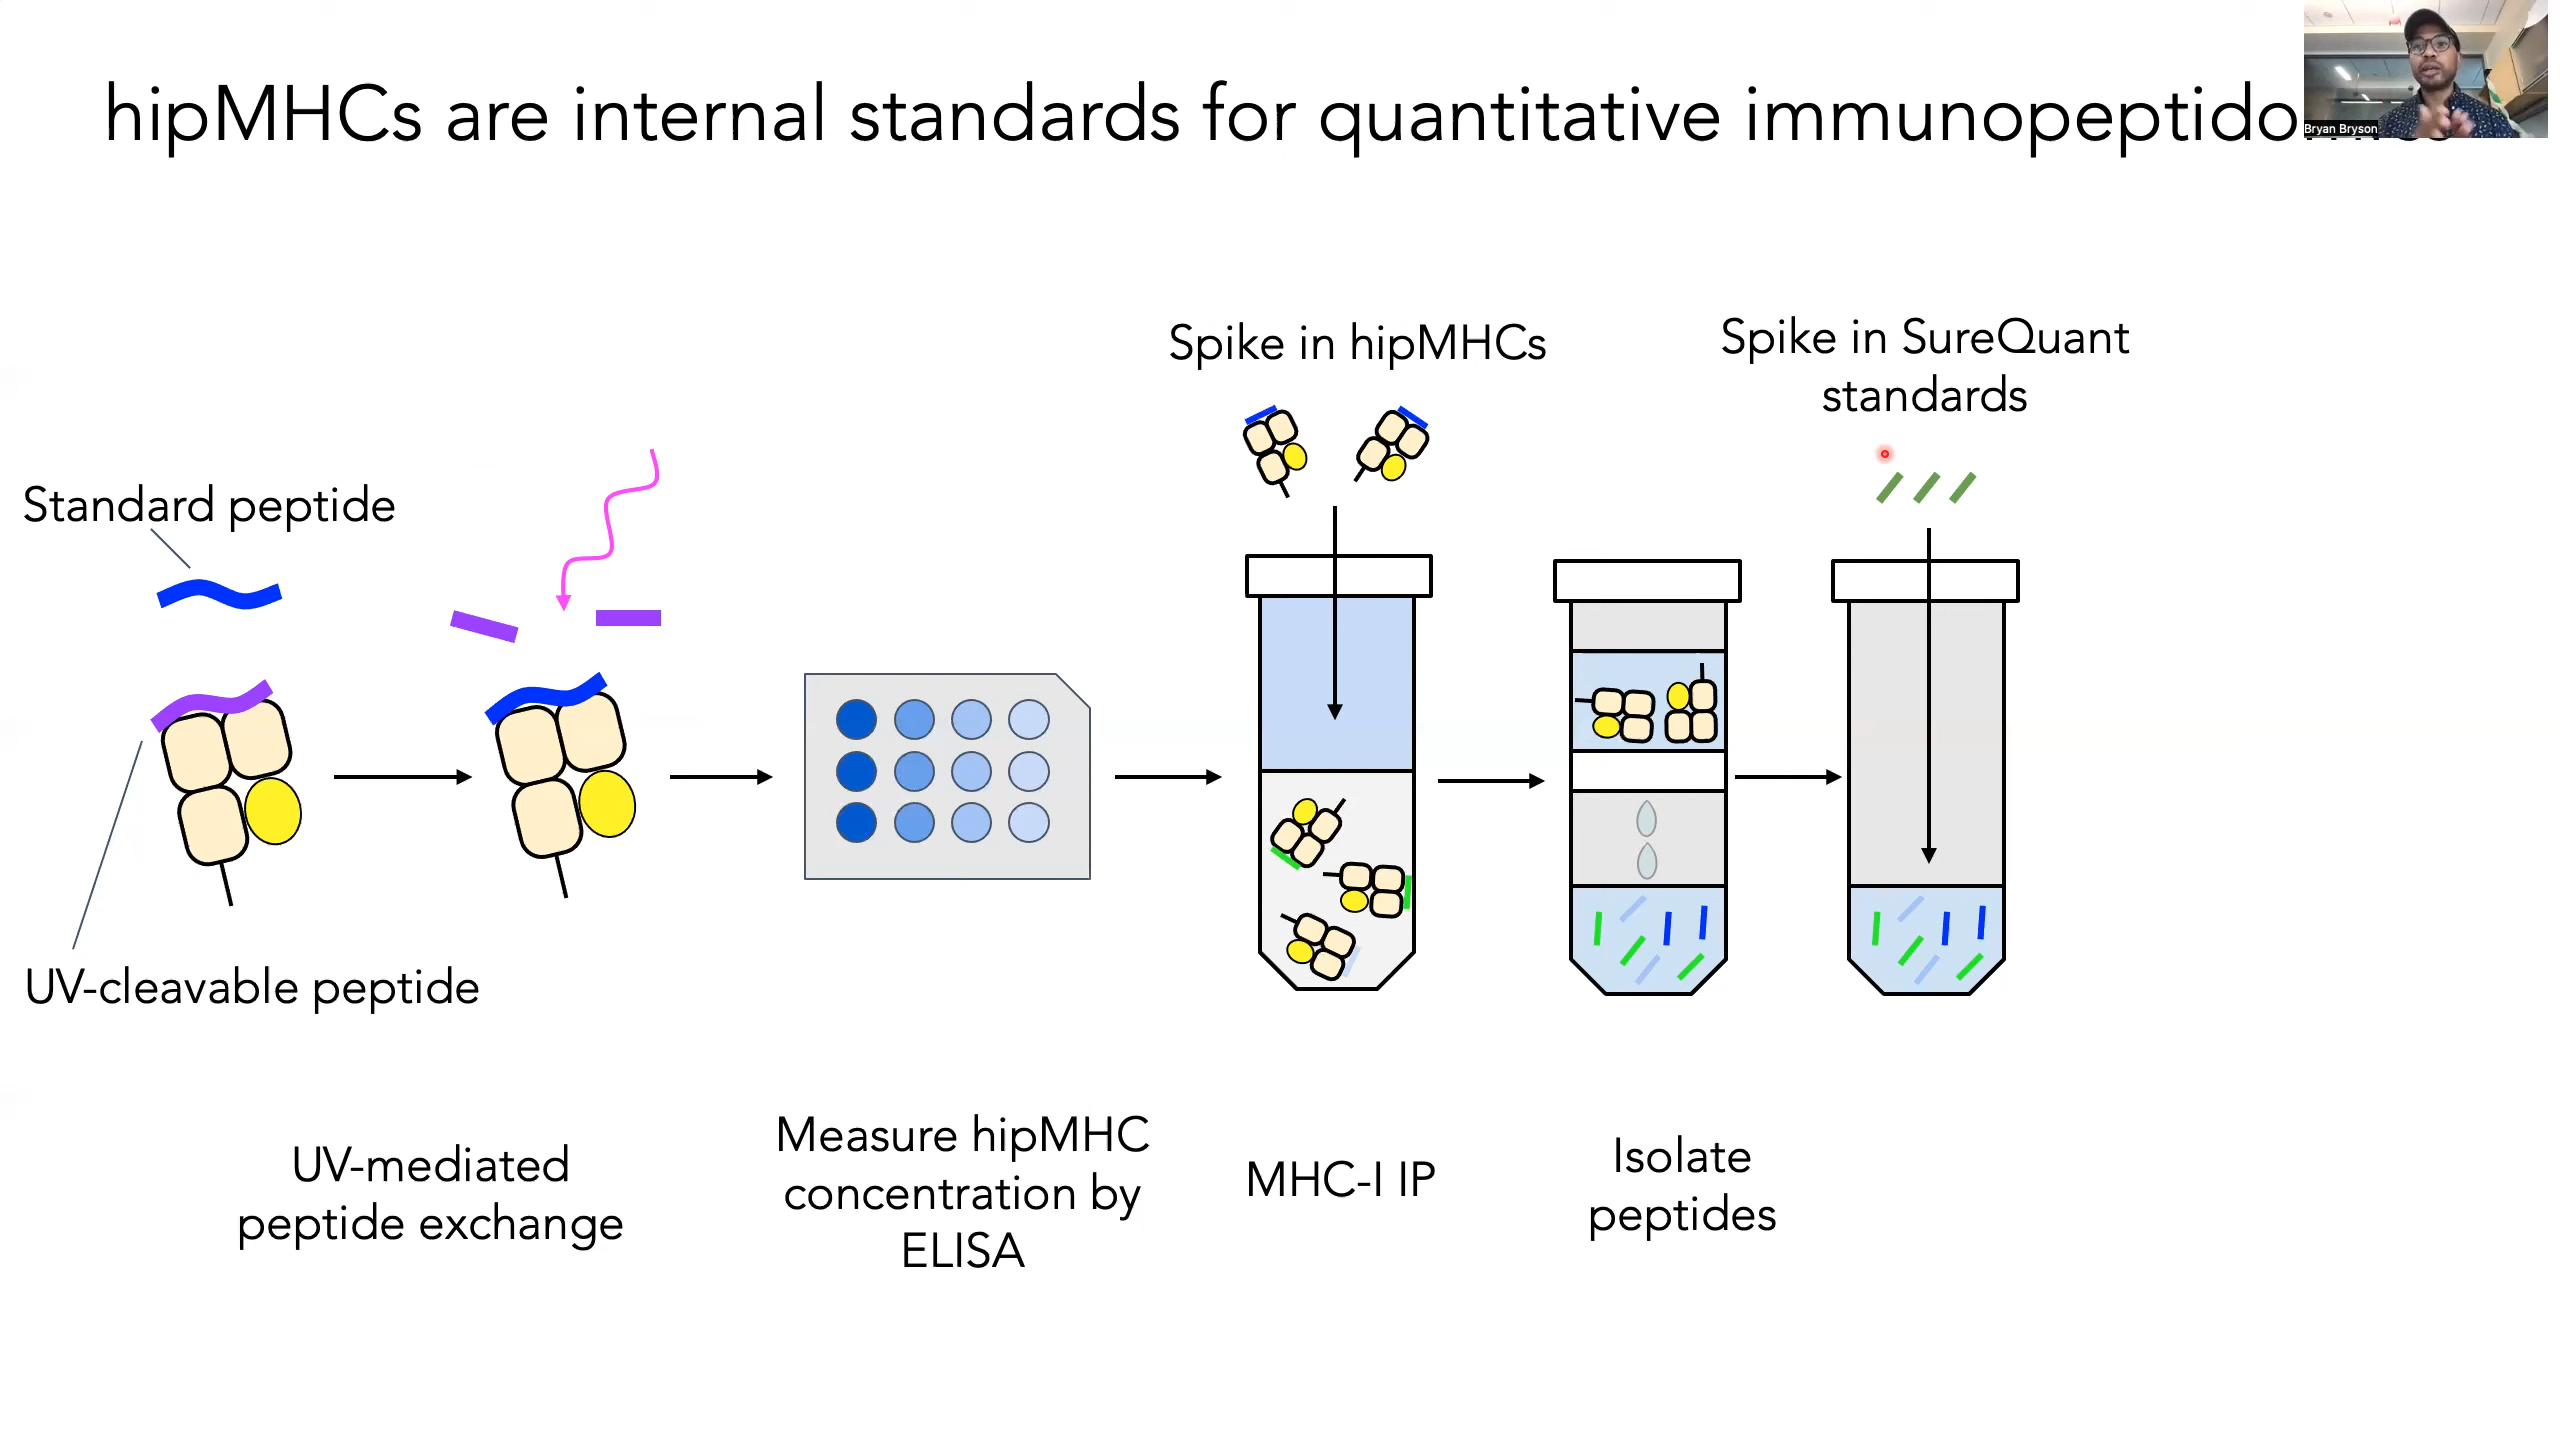 hipMHCs are internal standards for quantitative
Bryan Bryson
Spike in hipMHCs
Spike in SureQuant
standards
Standard peptide
UV-cleavable peptide
UV-mediated
peptide exchange
Measure hipMHC
concentration by
ELISA
MHC-I IP
Isolate
peptides